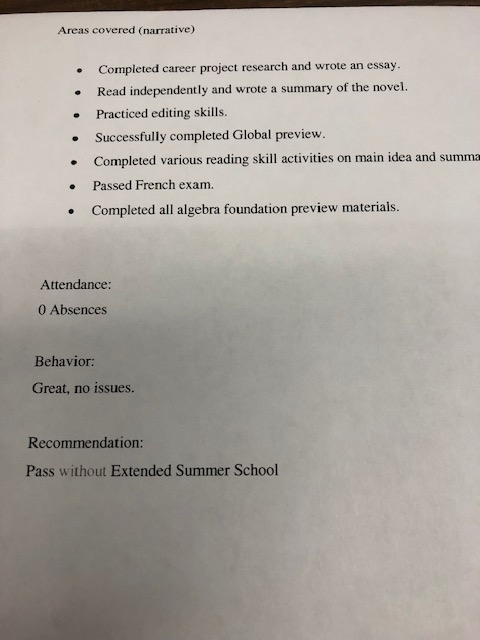 Areas covered (narrative)
• Completed career project research and wrote an essay.
• Read independently and wrote a summary of the novel.
• Practiced editing skills.
• Successfully completed Global preview.
• Completed various reading skill activities on main idea and summa
• Passed French exam.
• Completed all algebra foundation preview materials.
Attendance:
0 Absences
Behavior:
Great, no issues.
Recommendation:
Pass without Extended Summer School